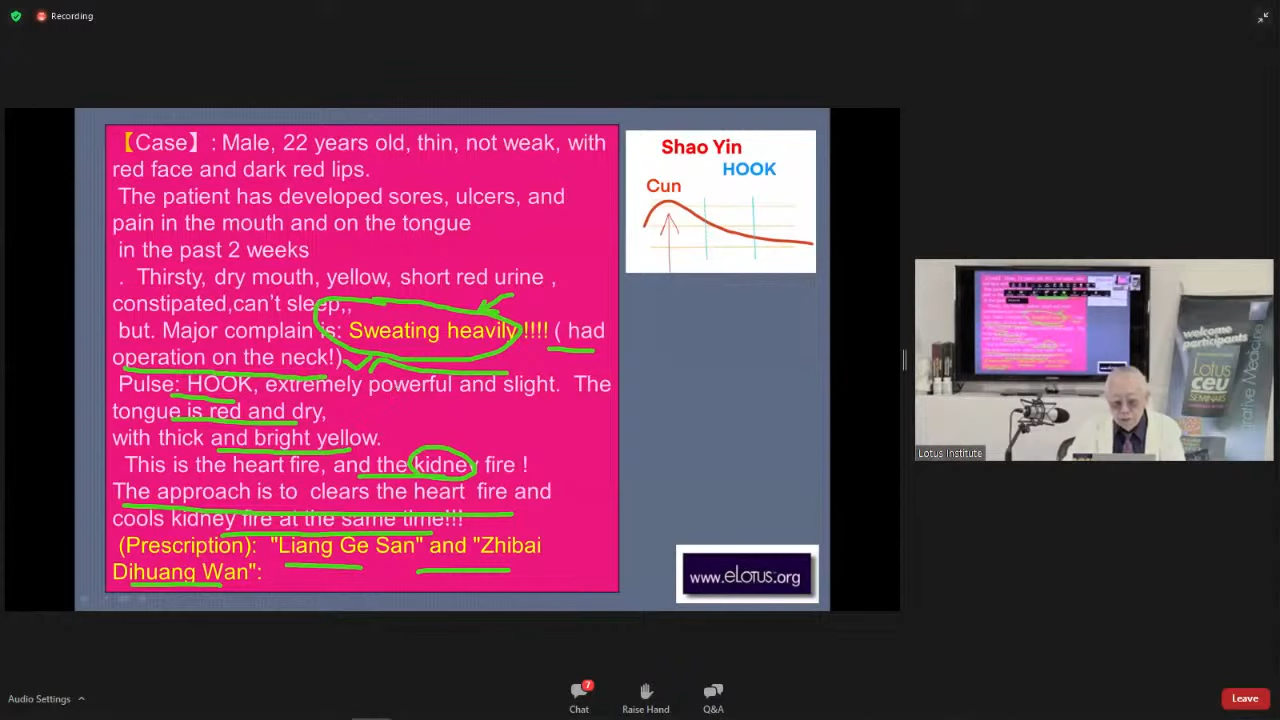 Recording
【Case】: Male, 22 years old, thin, not weak, with
red face and dark red lips.
The patient has developed sores, ulcers, and
pain in the mouth and on the tongue
in the past 2 weeks
. Thirsty, dry mouth, yellow, short red urine ,
constipated,can't sleep,,
but. Major complain is: Sweating heavily !!!! ( had
operation on the neck!)
Pulse: HOOK, extremely powerful and slight. The
tongue is red and dry,
with thick and bright yellow.
This is the heart fire, and the kidney fire !
The approach is to clears the heart fire and
cools kidney fire at the same time!!!
(Prescription): "Liang Ge San" and "Zhibai
Dihuang Wan":
Shao Yin
HOOK
Cun
www.eLotus.org
welcome
participants
LOTUS
CEU
SEMINARS
Lotus Institute
Audio Settings
7
Chat
Raise Hand
Q&A
Leave